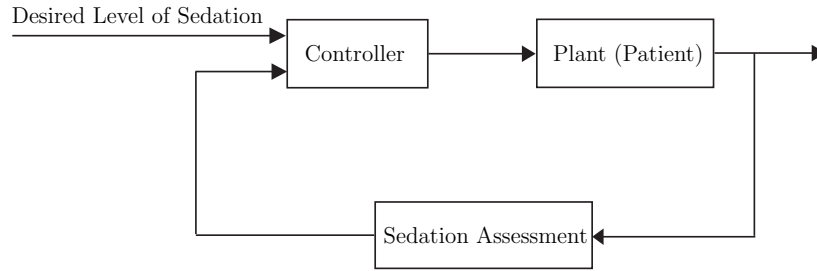 Desired Level of Sedation
Controller
Plant (Patient)
Sedation Assessment